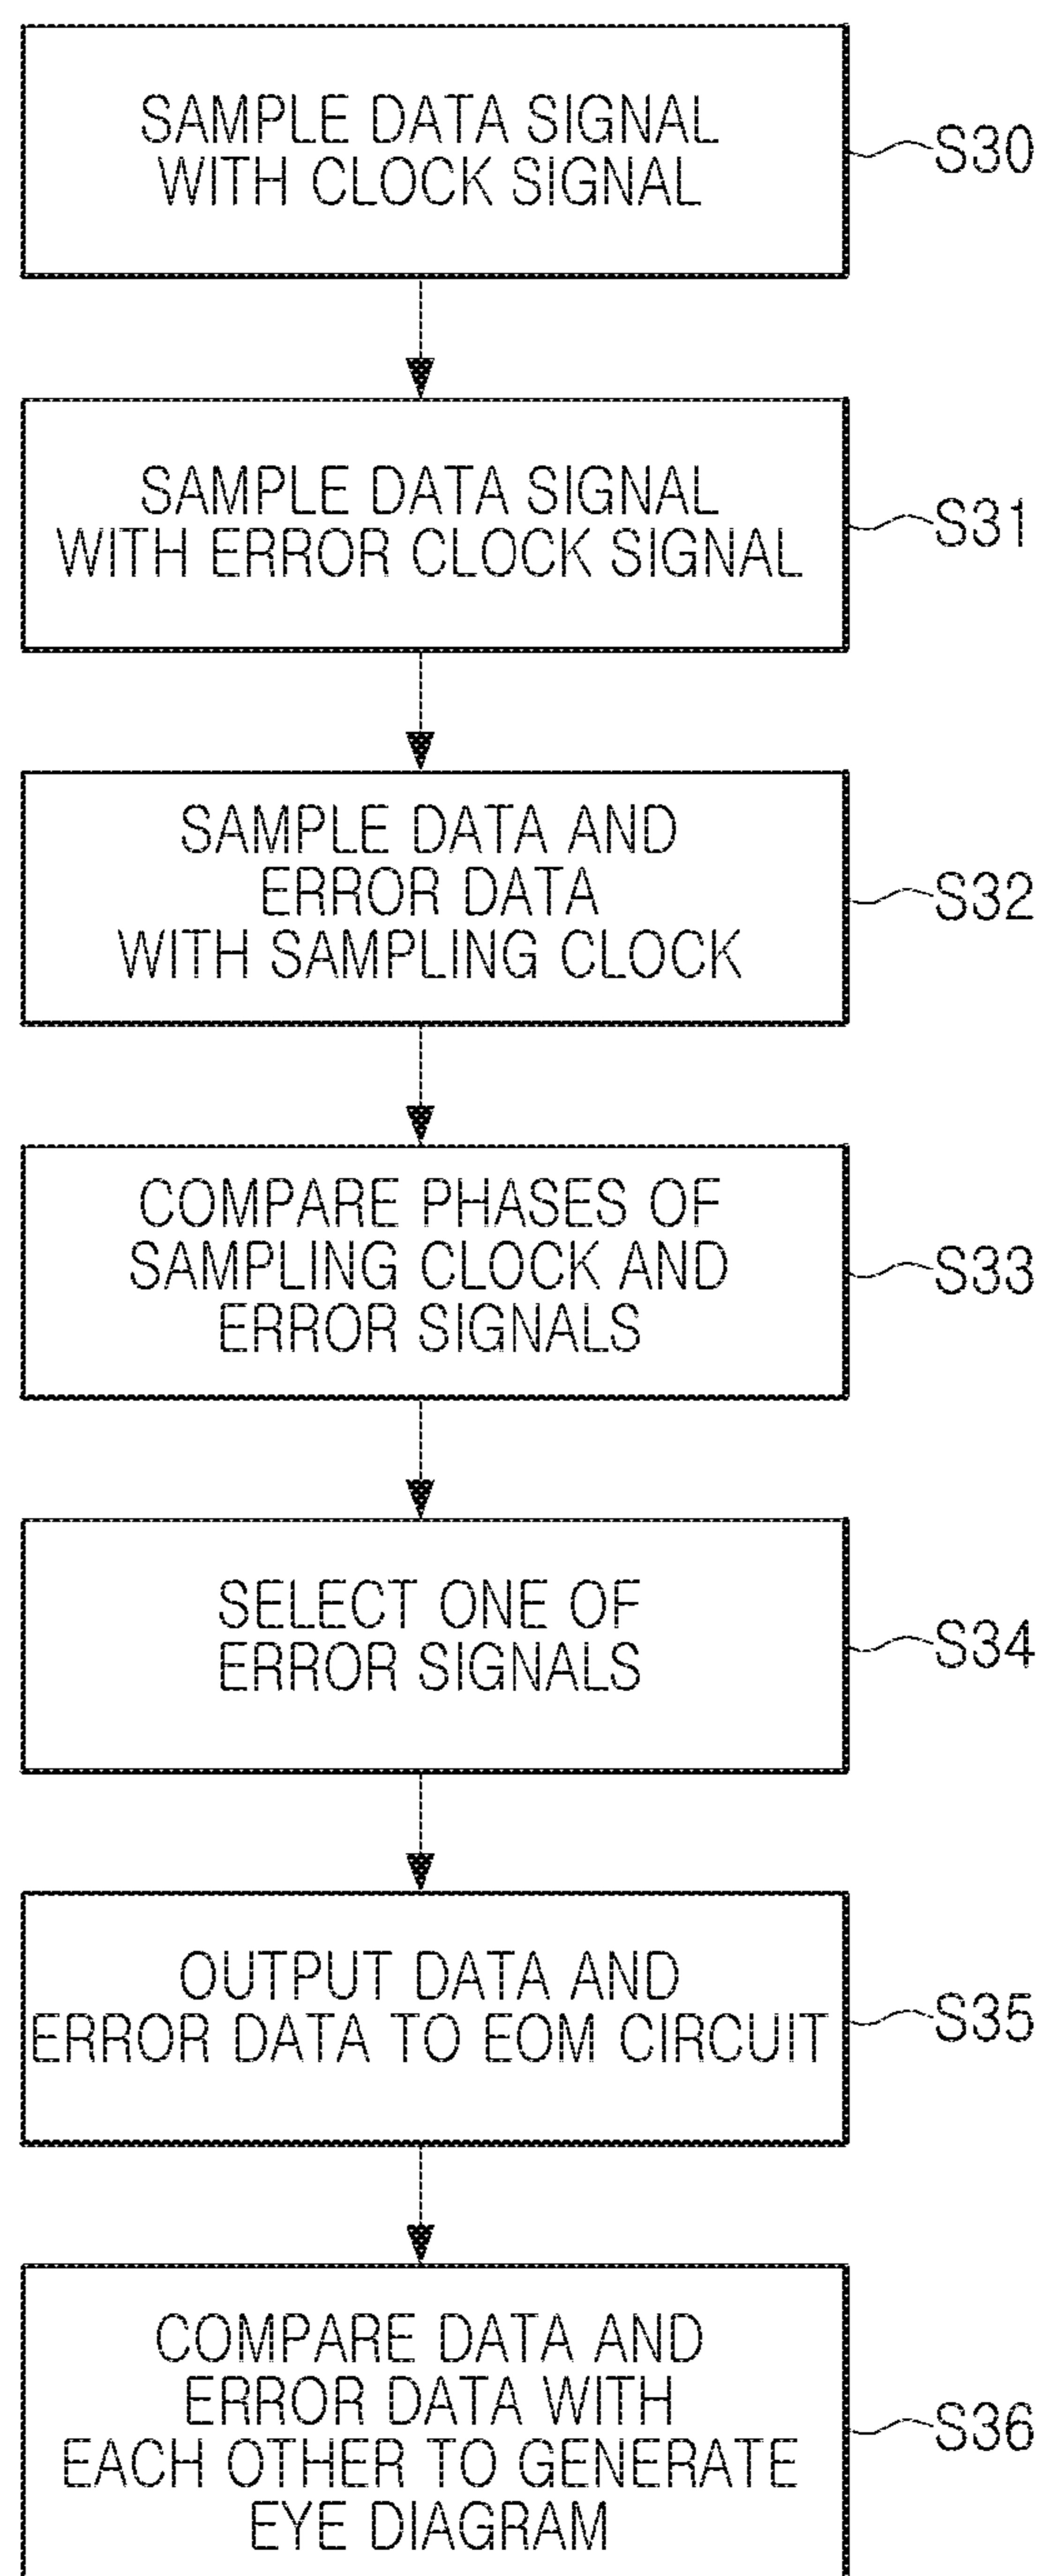 SAMPLE DATA SIGNAL
WITH CLOCK SIGNAL
S30
SAMPLE DATA SIGNAL
WITH ERROR CLOCK SIGNAL
S31
SAMPLE DATA AND
ERROR DATA
WITH SAMPLING CLOCK
S32
COMPARE PHASES OF
SAMPLING CLOCK AND
ERROR SIGNALS
S33
SELECT ONE OF
ERROR SIGNALS
S34
OUTPUT DATA AND
ERROR DATA TO EOM CIRCUIT
S35
COMPARE DATA AND
ERROR DATA WITH
EACH OTHER TO GENERATE
EYE DIAGRAM
S36